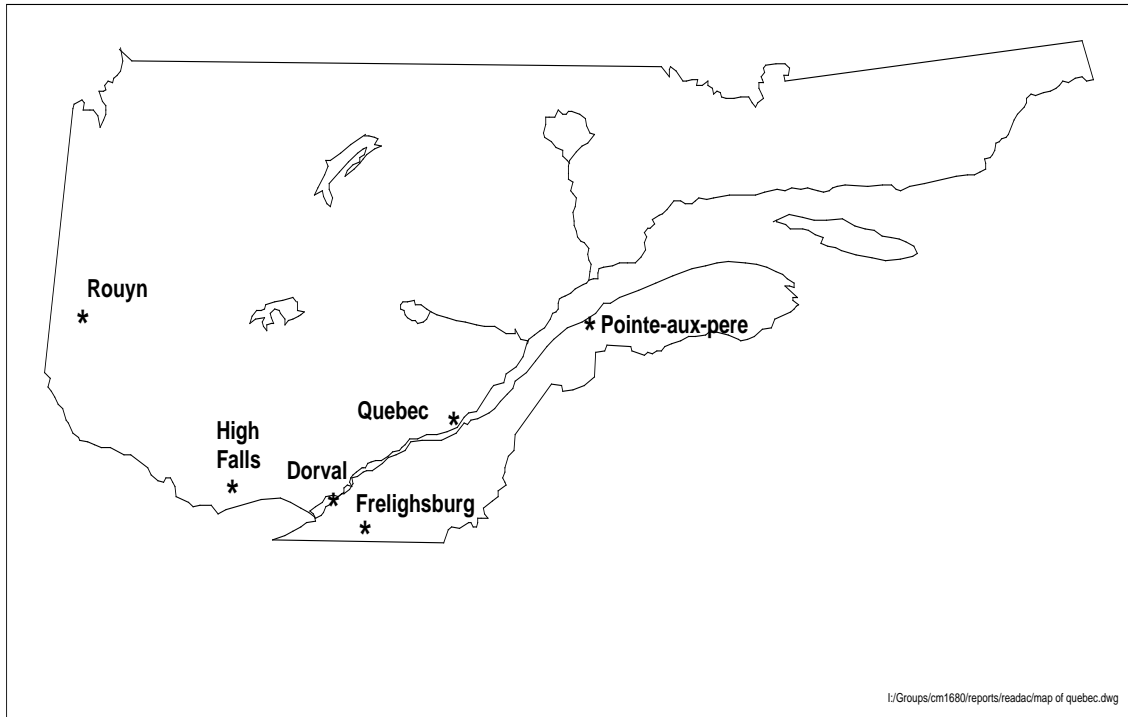 Rouyn
*
* Pointe-aux-pere
Quebec
*
High
Falls
*
Dorval
*
Frelighsburg
*
I:/Groups/cm1680/reports/readac/map of quebec.dwg